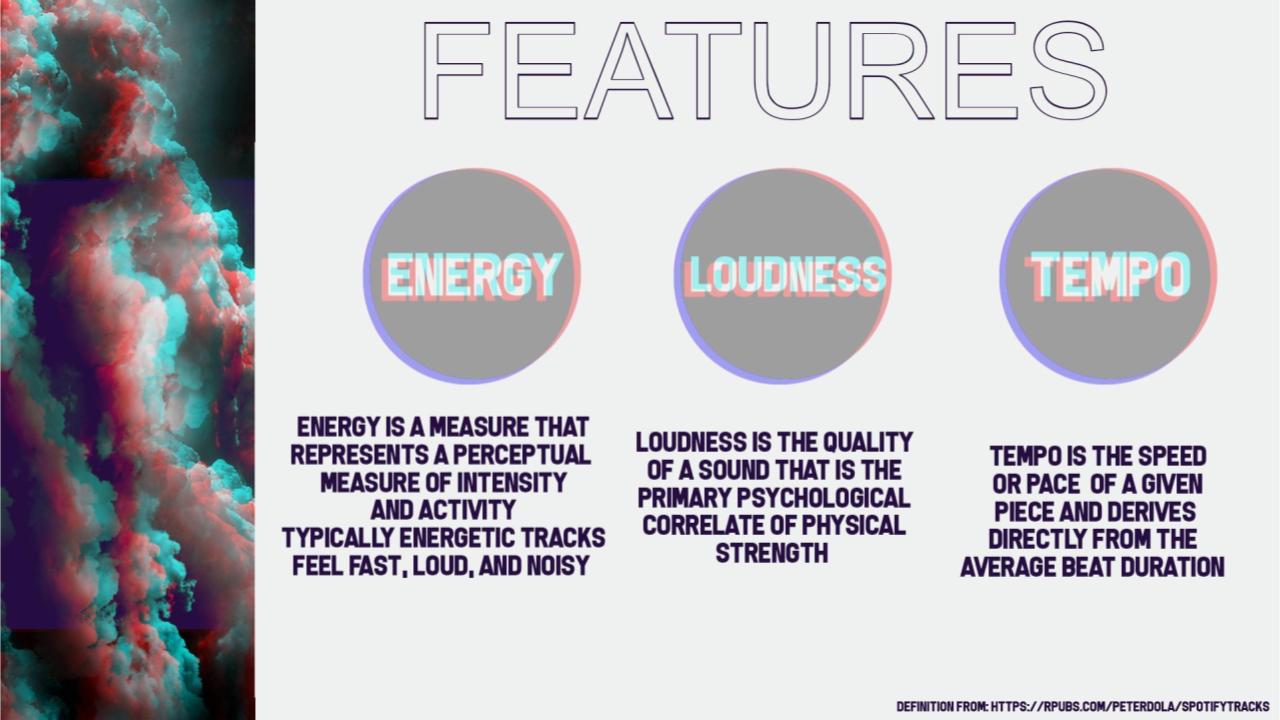 FEATURES
ENERGY
LOUDNESS
TEMPO
ENERGY IS A MEASURE THAT
REPRESENTS A PERCEPTUAL
MEASURE OF INTENSITY
AND ACTIVITY
TYPICALLY ENERGETIC TRACKS
FEEL FAST, LOUD, AND NOISY
LOUDNESS IS THE QUALITY
OF A SOUND THAT IS THE
PRIMARY PSYCHOLOGICAL
CORRELATE OF PHYSICAL
STRENGTH
TEMPO IS THE SPEED
OR PACE OF A GIVEN
PIECE AND DERIVES
DIRECTLY FROM THE
AVERAGE BEAT DURATION
DEFINITION FROM: HTTPS://RPUBS.COM/PETERDOLA/SPOTIFYTRACKS